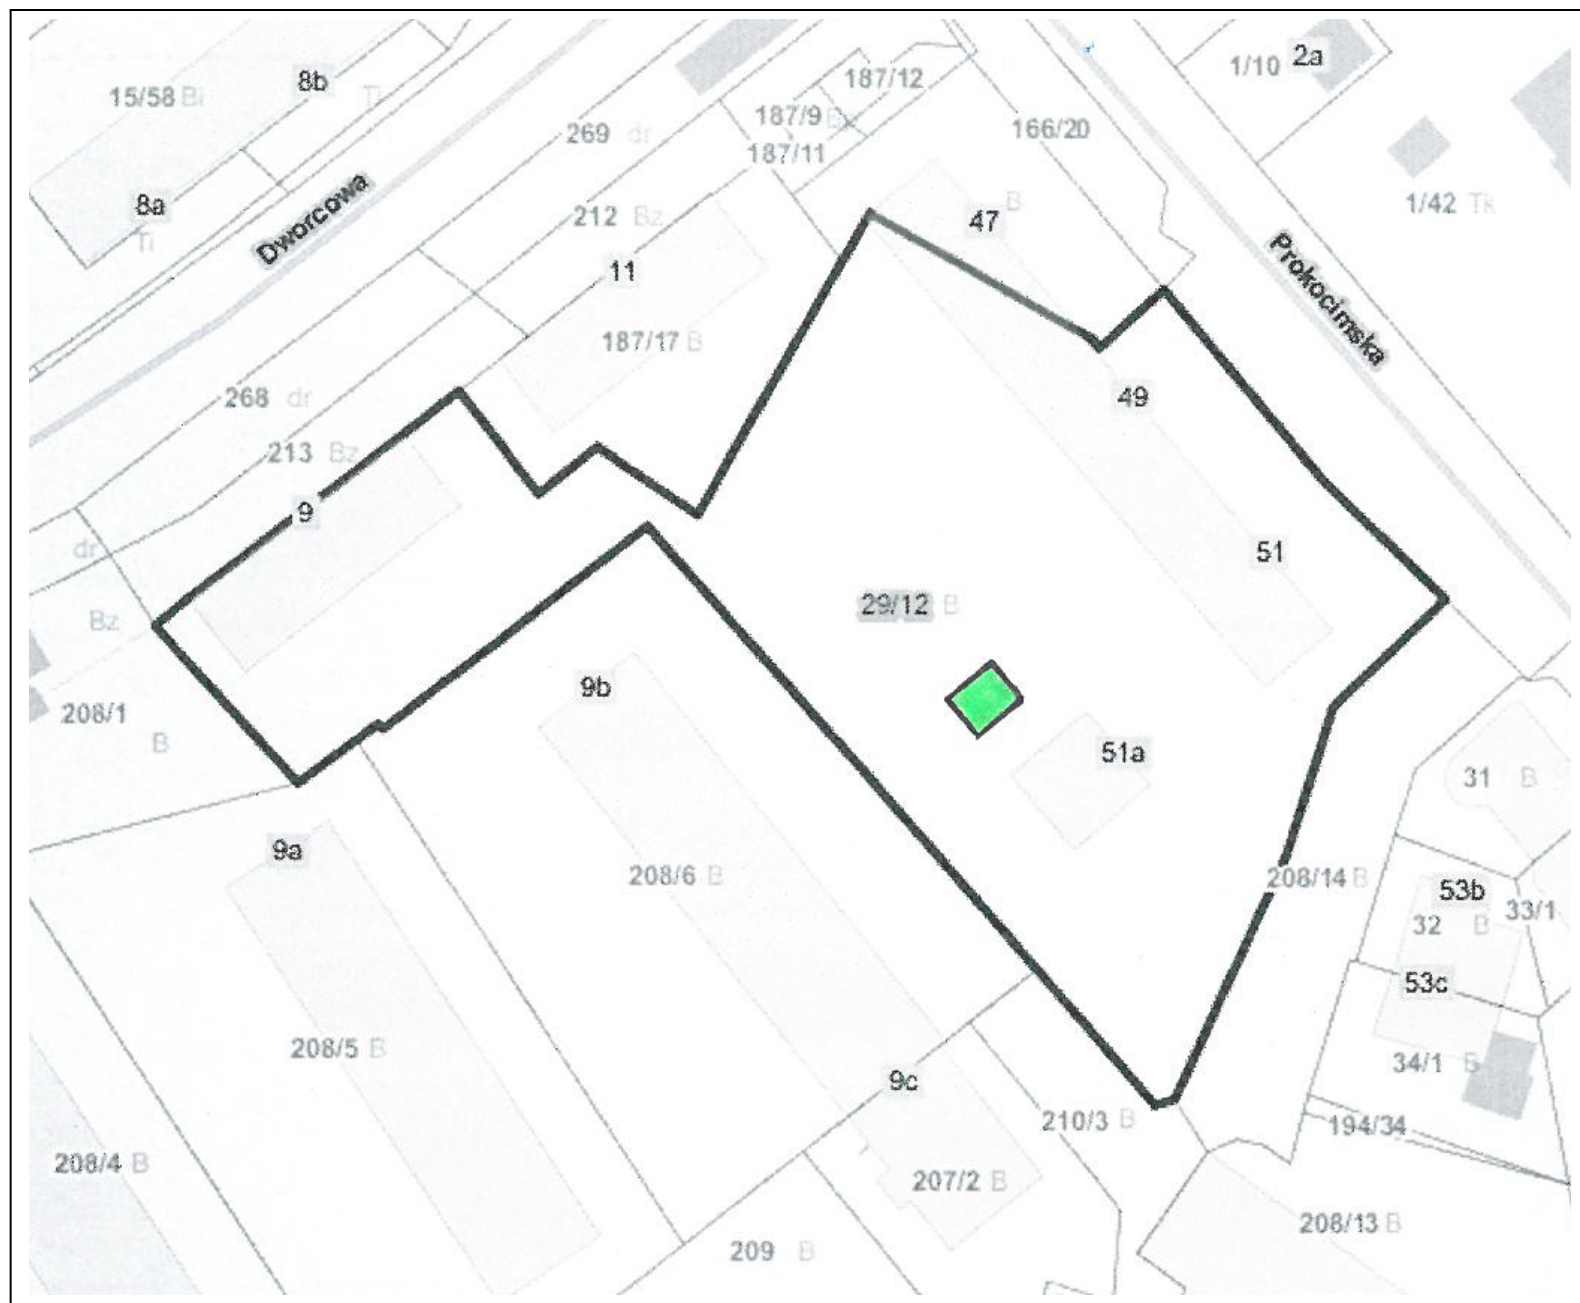 2a
1/10
187/12
8b
15/58 Bi
Ti
187/9 Bz
269 dr
166/20
187/11
8a
1/42 Tk
B
Dworcowa
212 Bz
47
Ti
11
Prokocimska
187/17 B
268 dr
49
213 Bz
9
dr
51
29/12 B
Bz
9b
208/1
B
51a
31 B
9a
208/6 B
208/14 B
53b
33/1
32 B
53c
208/5 B
34/1 B
9c
210/3 B
194/34
208/4 B
207/2 B
208/13 B
209 B